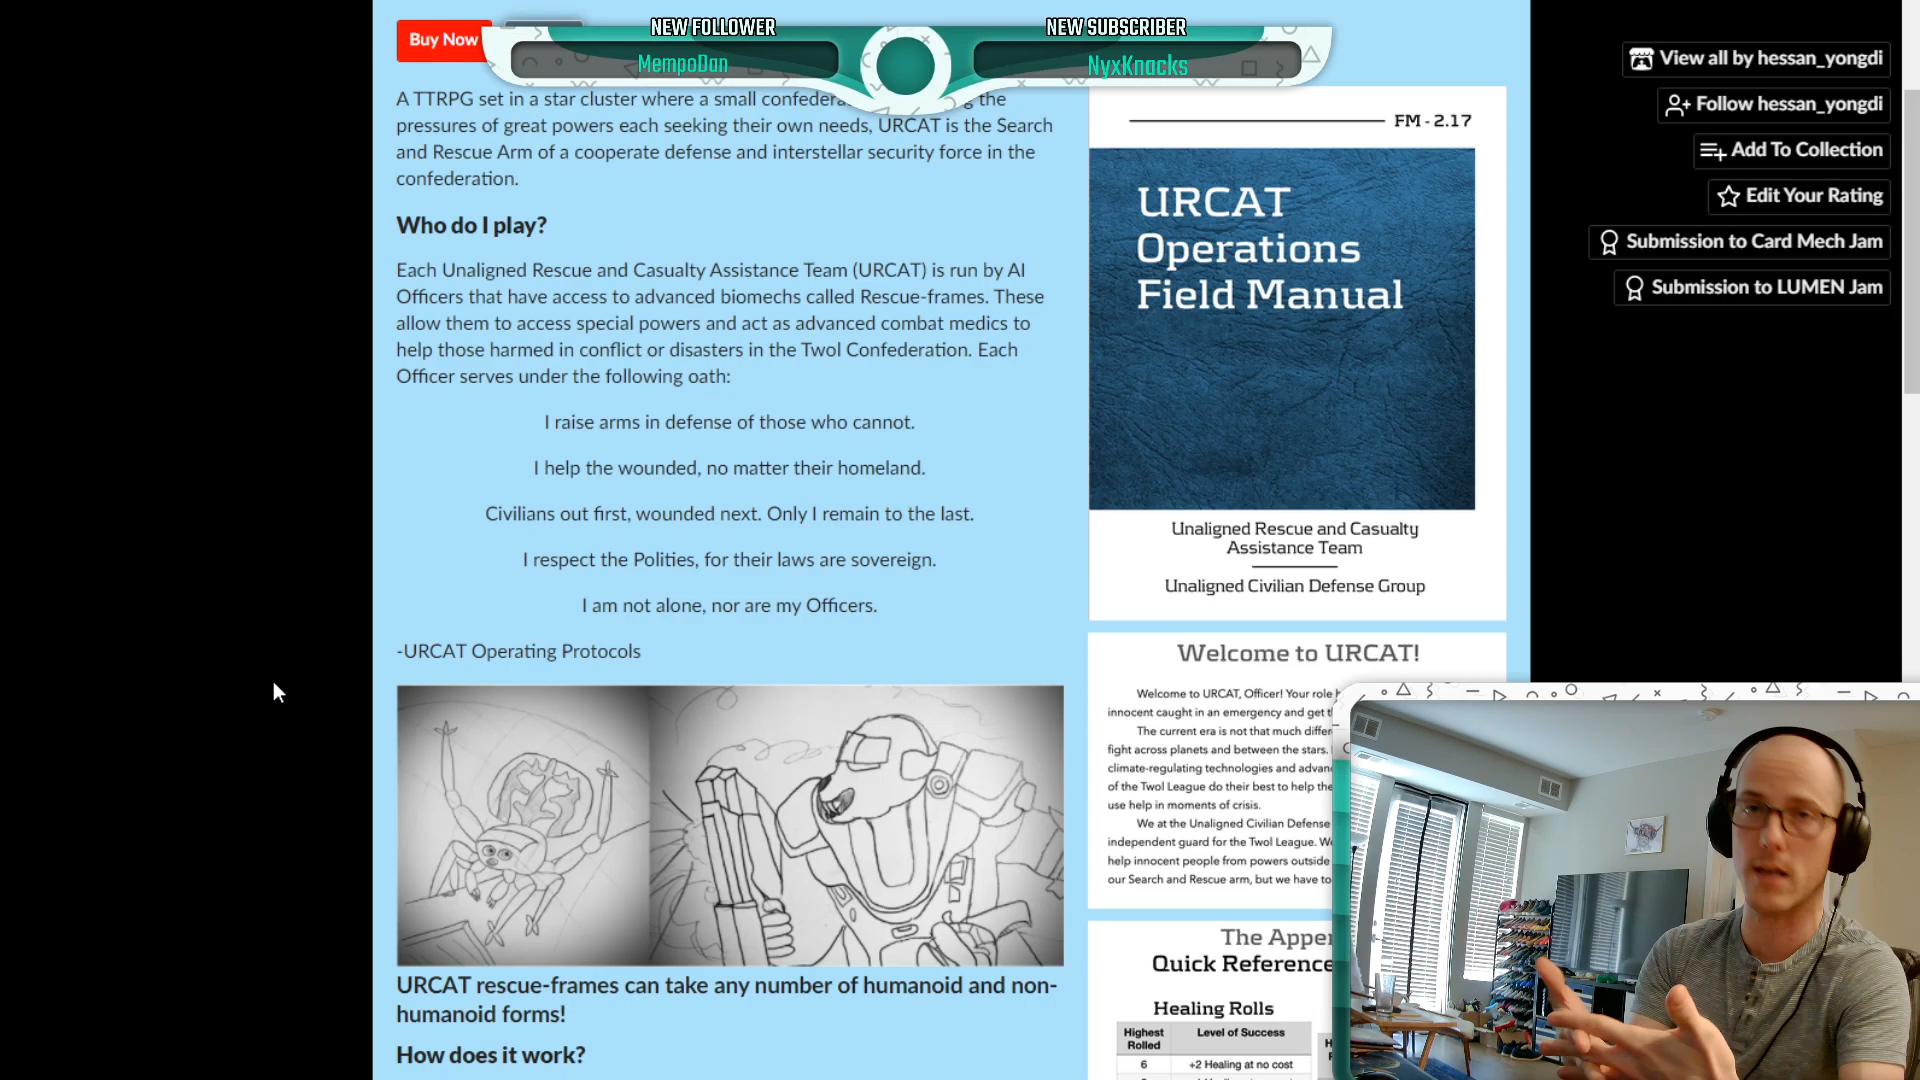 NEW FOLLOWER
MempoDan
NEW SUBSCRIBER
NyxKnacks
Buy Now
A TTRPG set in a star cluster where a small the
pressures of great powers each seeking their own needs, URCAT is the Search
and Rescue Arm of a cooperate defense and interstellar security force in the
confederation.
Who do I play?
Each Unaligned Rescue and Casualty Assistance Team (URCAT) is run by AI
Officers that have access to advanced biomechs called Rescue-frames. These
allow them to access special powers and act as advanced combat medics to
help those harmed in conflict or disasters in the Twol Confederation. Each
Officer serves under the following oath:
I raise arms in defense of those who cannot.
I help the wounded, no matter their homeland.
Civilians out first, wounded next. Only I remain to the last.
I respect the Polities, for their laws are sovereign.
I am not alone, nor are my Officers.
-URCAT Operating Protocols
URCAT rescue-frames can take any number of humanoid and non-
humanoid forms!
How does it work?
FM - 2.17
URCAT
Operations
Field Manual
Unaligned Rescue and Casualty
Assistance Team
Unaligned Civilian Defense Group
Welcome to URCAT!
Welcome to URCAT, Officer! Your role
innocent caught in an emergency and get
The current era is not that much
fight across planets and between the stars.
climate-regulating technologies and
of the Twol League do their best to help
use help in moments of crisis.
We at the Unaligned Civilian Defense
independent guard for the Twol League.
help innocent people from powers outside
our Search and Rescue arm, but we have to
The
Quick Reference
Healing Rolls
Highest Rolled
Level of Success
6 +2 Healing at no cost
View all by hessan_yongdi
Follow hessan_yongdi
Add To Collection
Edit Your Rating
Submission to Card Mech Jam
Submission to LUMEN Jam